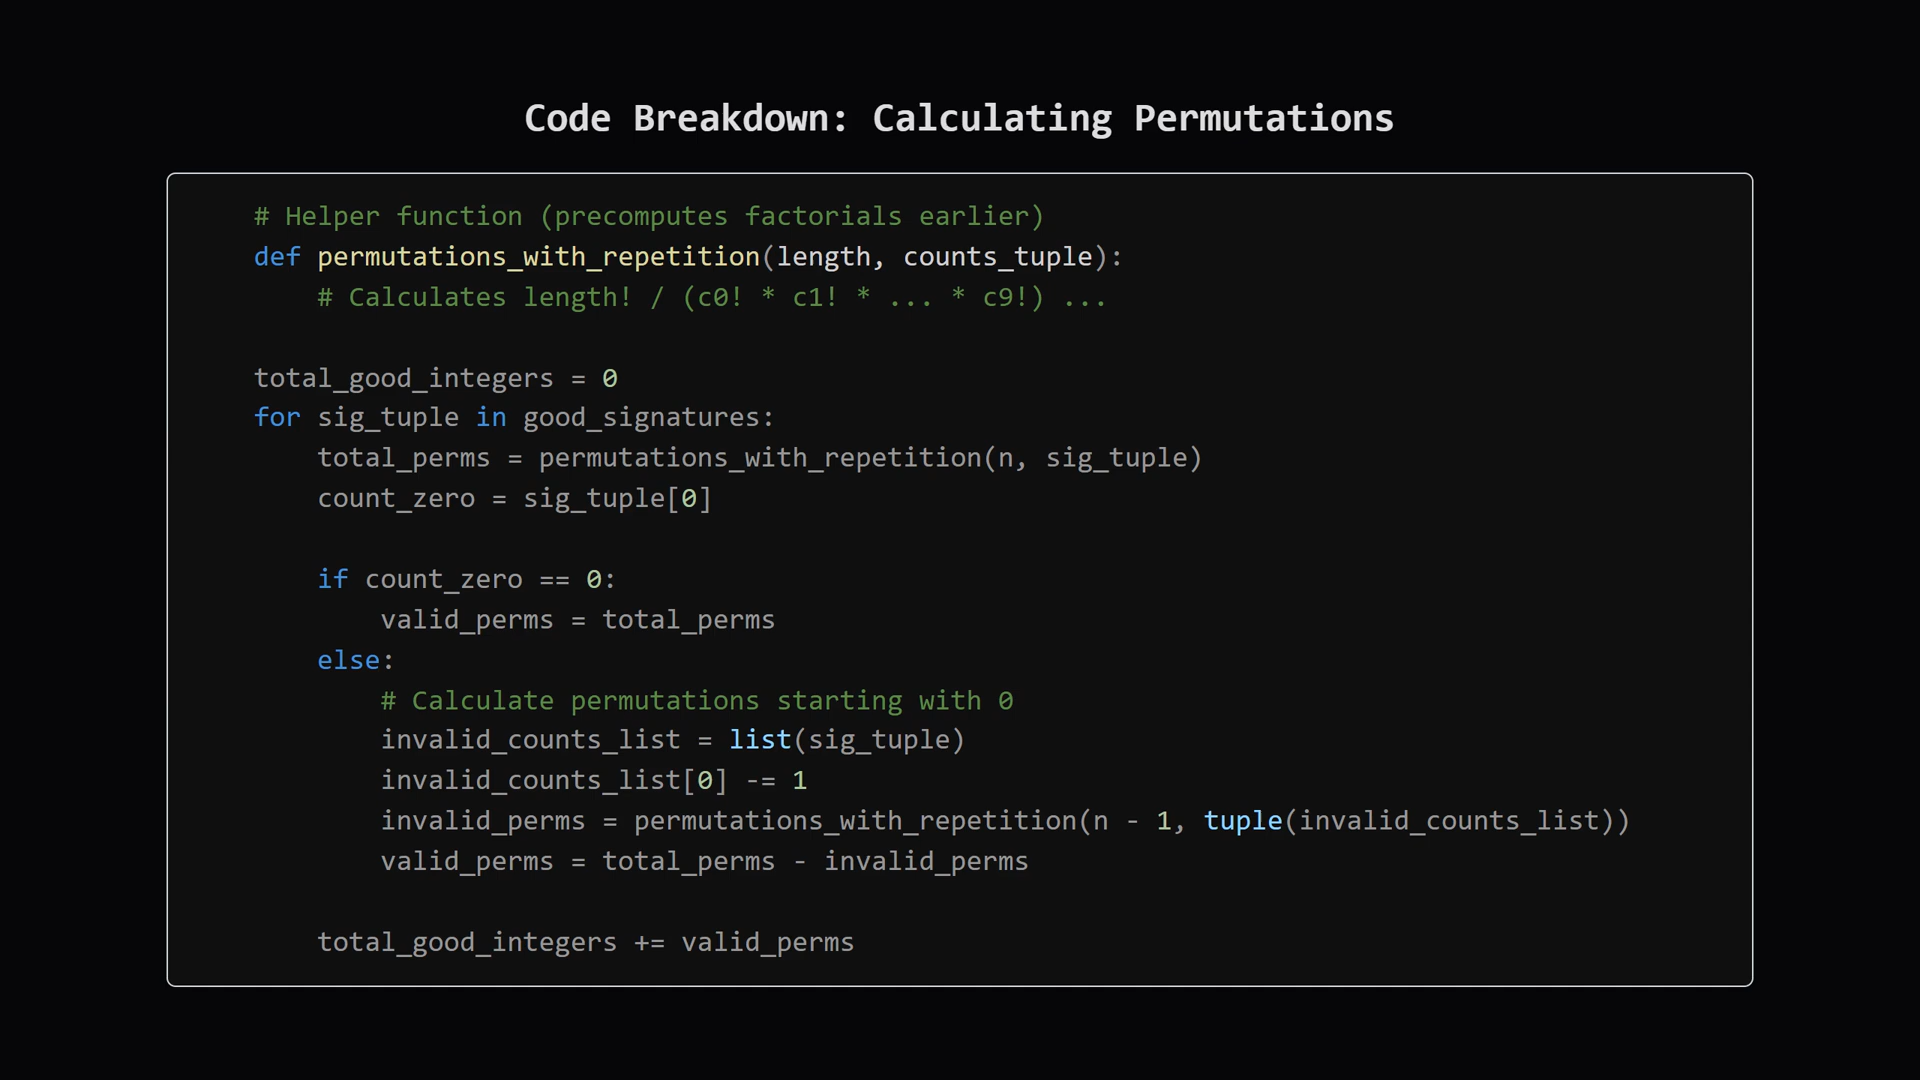 Code Breakdown: Calculating Permutations
# Helper function (precomputes factorials earlier)
def permutations_with_repetition(length, counts_tuple):
    # Calculates length! / (c0! * c1! * ... * c9!) ...
total_good_integers = 0
for sig_tuple in good_signatures:
    total_perms = permutations_with_repetition(n, sig_tuple)
    count_zero = sig_tuple[0]
    if count_zero == 0:
        valid_perms = total_perms
    else:
        # Calculate permutations starting with 0
        invalid_counts_list = list(sig_tuple)
        invalid_counts_list[0] -= 1
        invalid_perms = permutations_with_repetition(n - 1, tuple(invalid_counts_list))
        valid_perms = total_perms - invalid_perms
    total_good_integers += valid_perms